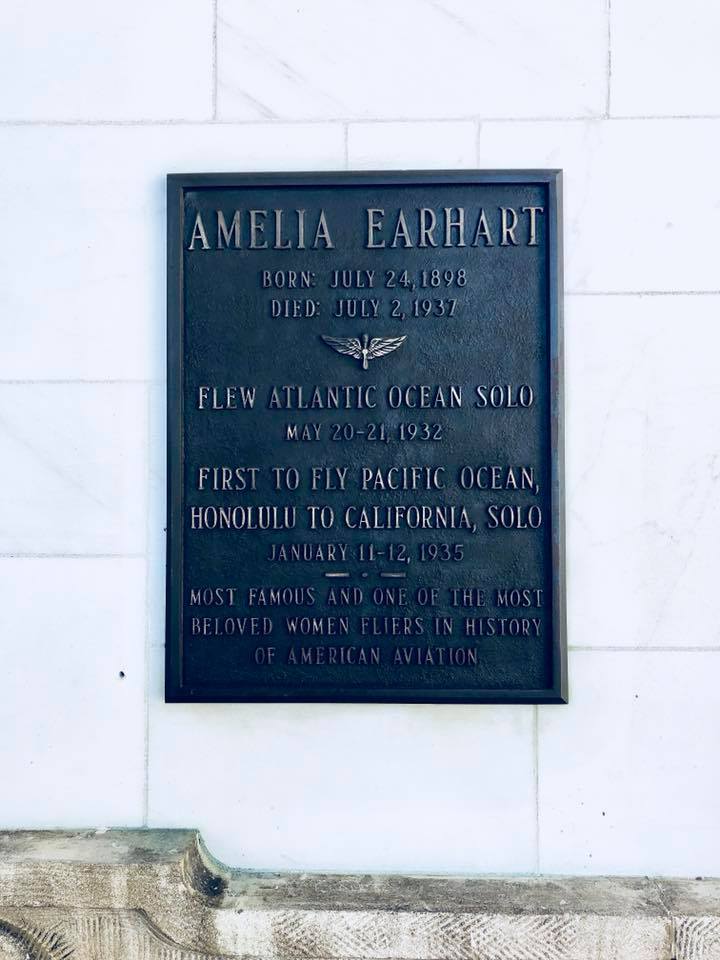 AMELIA EARHART
BORN: JULY 24, 1898
DIED: JULY 2, 1937
FLEW ATLANTIC OCEAN SOLO
MAY 20-21, 1932
FIRST TO FLY PACIFIC OCEAN,
HONOLULU TO CALIFORNIA, SOLO
JANUARY 11-12, 1935
MOST FAMOUS AND ONE OF THE MOST
BELOVED WOMEN FLIERS IN HISTORY
OF AMERICAN AVIATION